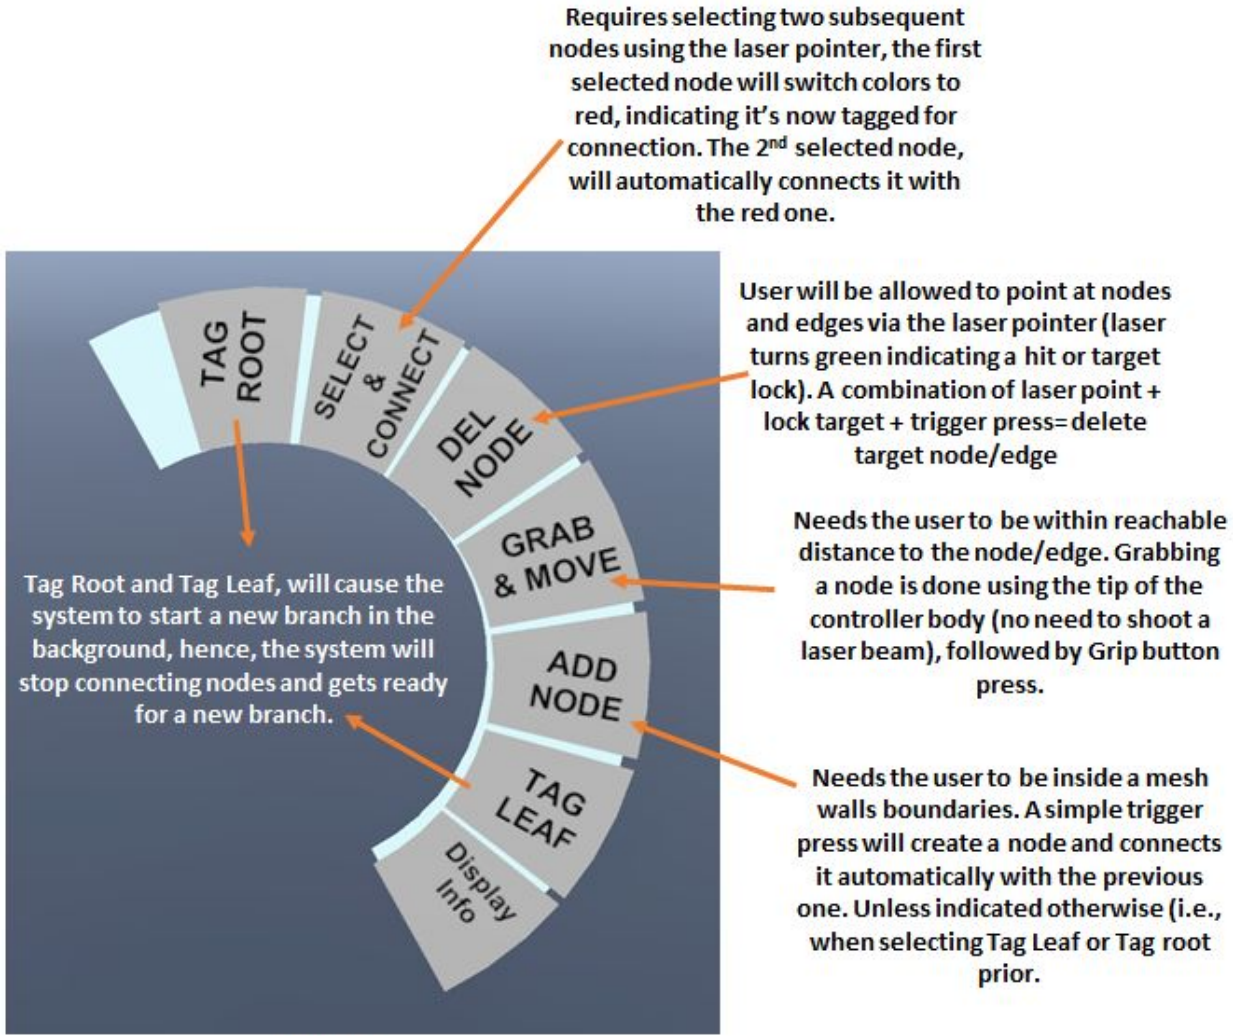 Requires selecting two subsequent
nodes using the laser pointer, the first
selected node will switch colors to
red, indicating it's now tagged for
connection. The 2nd selected node,
will automatically connects it with
the red one.
TAG
ROOT
SELECT
&
CONNECT
DEL
NODE
GRAB
& MOVE
ADD
NODE
TAG
LEAF
Display
Info
User will be allowed to point at nodes
and edges via the laser pointer (laser
turns green indicating a hit or target
lock). A combination of laser point +
lock target + trigger press= delete
target node/edge
Needs the user to be within reachable
distance to the node/edge. Grabbing
a node is done using the tip of the
controller body (no need to shoot a
laser beam), followed by Grip button
press.
Tag Root and Tag Leaf, will cause the
system to start a new branch in the
background, hence, the system will
stop connecting nodes and gets ready
for a new branch.
Needs the user to be inside a mesh
walls boundaries. A simple trigger
press will create a node and connects
it automatically with the previous
one. Unless indicated otherwise (i.e.,
when selecting Tag Leaf or Tag root
prior.